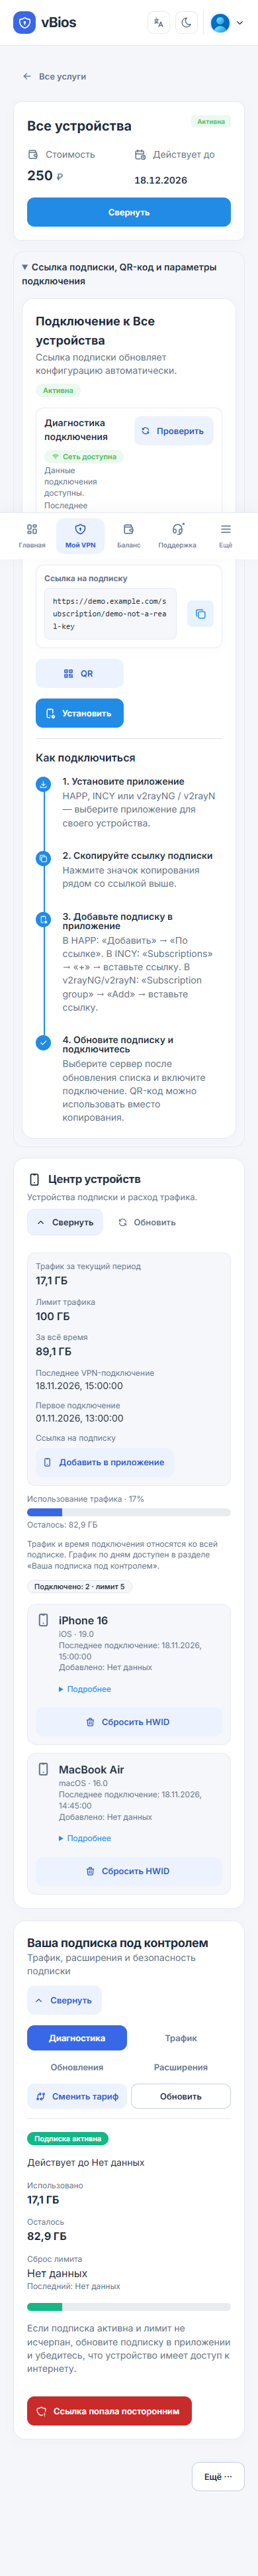 vBios
Все услуги
Все устройства
Активна
Стоимость
Действует до
250 ₽
18.12.2026
Свернуть
▼ Ссылка подписки, QR-код и параметры
подключения
Подключение к Все
устройства
Ссылка подписки обновляет
конфигурацию автоматически.
Активна
Диагностика
подключения
Проверить
Сеть доступна
Данные
подключения
доступны.
Последнее
Главная
Мой VPN
Баланс
Поддержка
Ещё
Ссылка на подписку
https://demo.example.com/s
ubscription/demo-not-a-rea
l-key
QR
Установить
Как подключиться
1. Установите приложение
HAPP, INCY или v2rayNG / v2rayN
— выберите приложение для
своего устройства.
2. Скопируйте ссылку подписки
Нажмите значок копирования
рядом со ссылкой выше.
3. Добавьте подписку в
приложение
В HAPP: «Добавить» → «По
ссылке». В INCY: «Subscriptions»
→ «+» → вставьте ссылку. В
v2rayNG/v2rayN: «Subscription
group» → «Add» → вставьте
ссылку.
4. Обновите подписку и
подключитесь
Выберите сервер после
обновления списка и включите
подключение. QR-код можно
использовать вместо
копирования.
Центр устройств
Устройства подписки и расход трафика.
Свернуть
Обновить
Трафик за текущий период
17,1 ГБ
Лимит трафика
100 ГБ
За всё время
89,1 ГБ
Последнее VPN-подключение
18.11.2026, 15:00:00
Первое подключение
01.11.2026, 13:00:00
Ссылка на подписку
Добавить в приложение
Использование трафика · 17%
Осталось: 82,9 ГБ
Трафик и время подключения относятся ко всей
подписке. График по дням доступен в разделе
«Ваша подписка под контролем».
Подключено: 2 · лимит 5
iPhone 16
iOS · 19.0
Последнее подключение: 18.11.2026,
15:00:00
Добавлено: Нет данных
▶ Подробнее
Сбросить HWID
MacBook Air
macOS · 16.0
Последнее подключение: 18.11.2026,
14:45:00
Добавлено: Нет данных
▶ Подробнее
Сбросить HWID
Ваша подписка под контролем
Трафик, расширения и безопасность
подписки
Свернуть
Диагностика
Трафик
Обновления
Расширения
Сменить тариф
Обновить
Подписка активна
Действует до Нет данных
Использовано
17,1 ГБ
Осталось
82,9 ГБ
Сброс лимита
Нет данных
Последний: Нет данных
Если подписка активна и лимит не
исчерпан, обновите подписку в приложении
и убедитесь, что устройство имеет доступ к
интернету.
Ссылка попала посторонним
Ещё ···